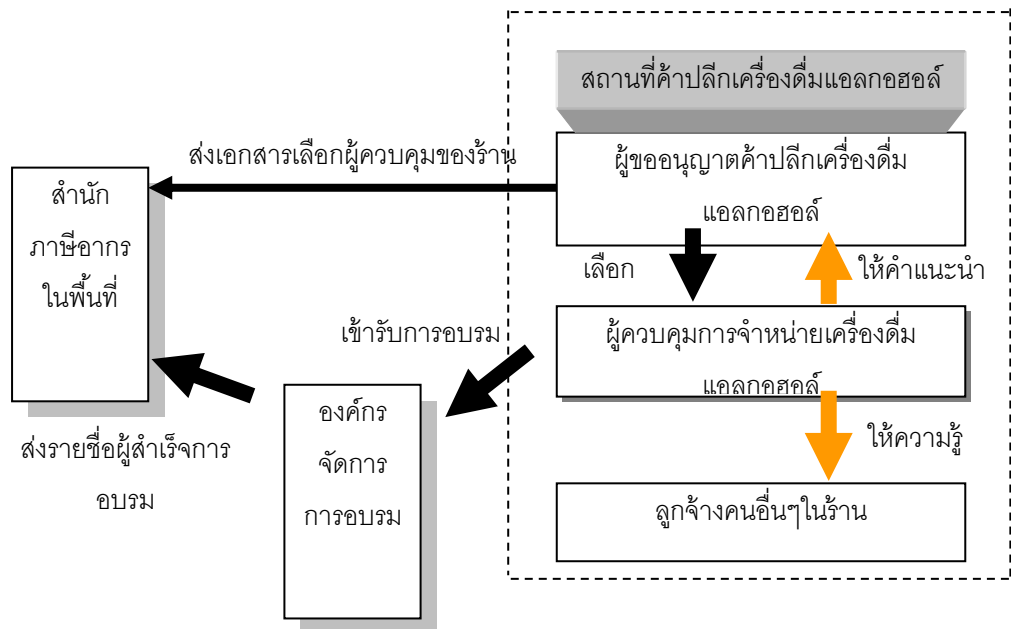 สถานที่ค้าปลีกเครื่องดื่มแอลกอฮอล์
ส่งเอกสารเลือกผู้ควบคุมของร้าน
ผู้ขออนุญาตค้าปลีกเครื่องดื่ม
แอลกอฮอล์
สำนัก
ภาษีอากร
ในพื้นที่
เลือก
ให้คำแนะนำ
เข้ารับการอบรม
ผู้ควบคุมการจำหน่ายเครื่องดื่ม
แอลกอฮอล์
องค์กร
จัดการ
การอบรม
ส่งรายชื่อผู้สำเร็จการ
อบรม
ให้ความรู้
ลูกจ้างคนอื่นๆในร้าน